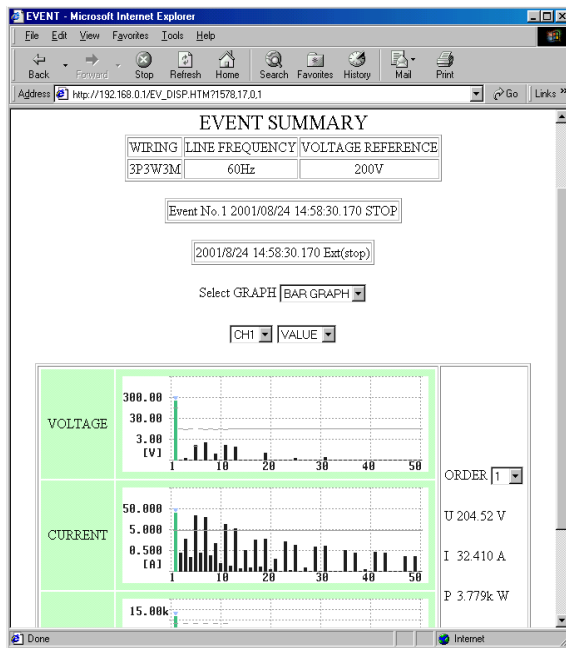 EVENT - Microsoft Internet Explorer
File Edit View Favorites Tools Help
Back Forward Stop Refresh Home Search Favorites History Mail Print
Address http://192.168.0.1/EV_DISP.HTM?1578,17,0,1 Go Links »
EVENT SUMMARY
WIRING LINE FREQUENCY VOLTAGE REFERENCE
3P3W3M 60Hz 200V
Event No.1 2001/08/24 14:58:30.170 STOP
2001/8/24 14:58:30.170 Ext(stop)
Select GRAPH BAR GRAPH
CH1 VALUE
VOLTAGE
300.00
30.00
3.00
[V]
1 10 20 30 40 50
CURRENT
50.000
5.000
0.500
[A]
1 10 20 30 40 50
15.00k
ORDER 1
U 204.52 V
I 32.410 A
P 3.779k W
Done Internet